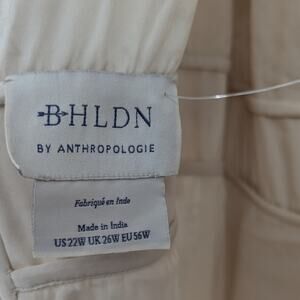 BHLDN
BY ANTHROPOLOGIE
Fabriqué en Inde
Made in India
US 22W UK 26W EU 56W